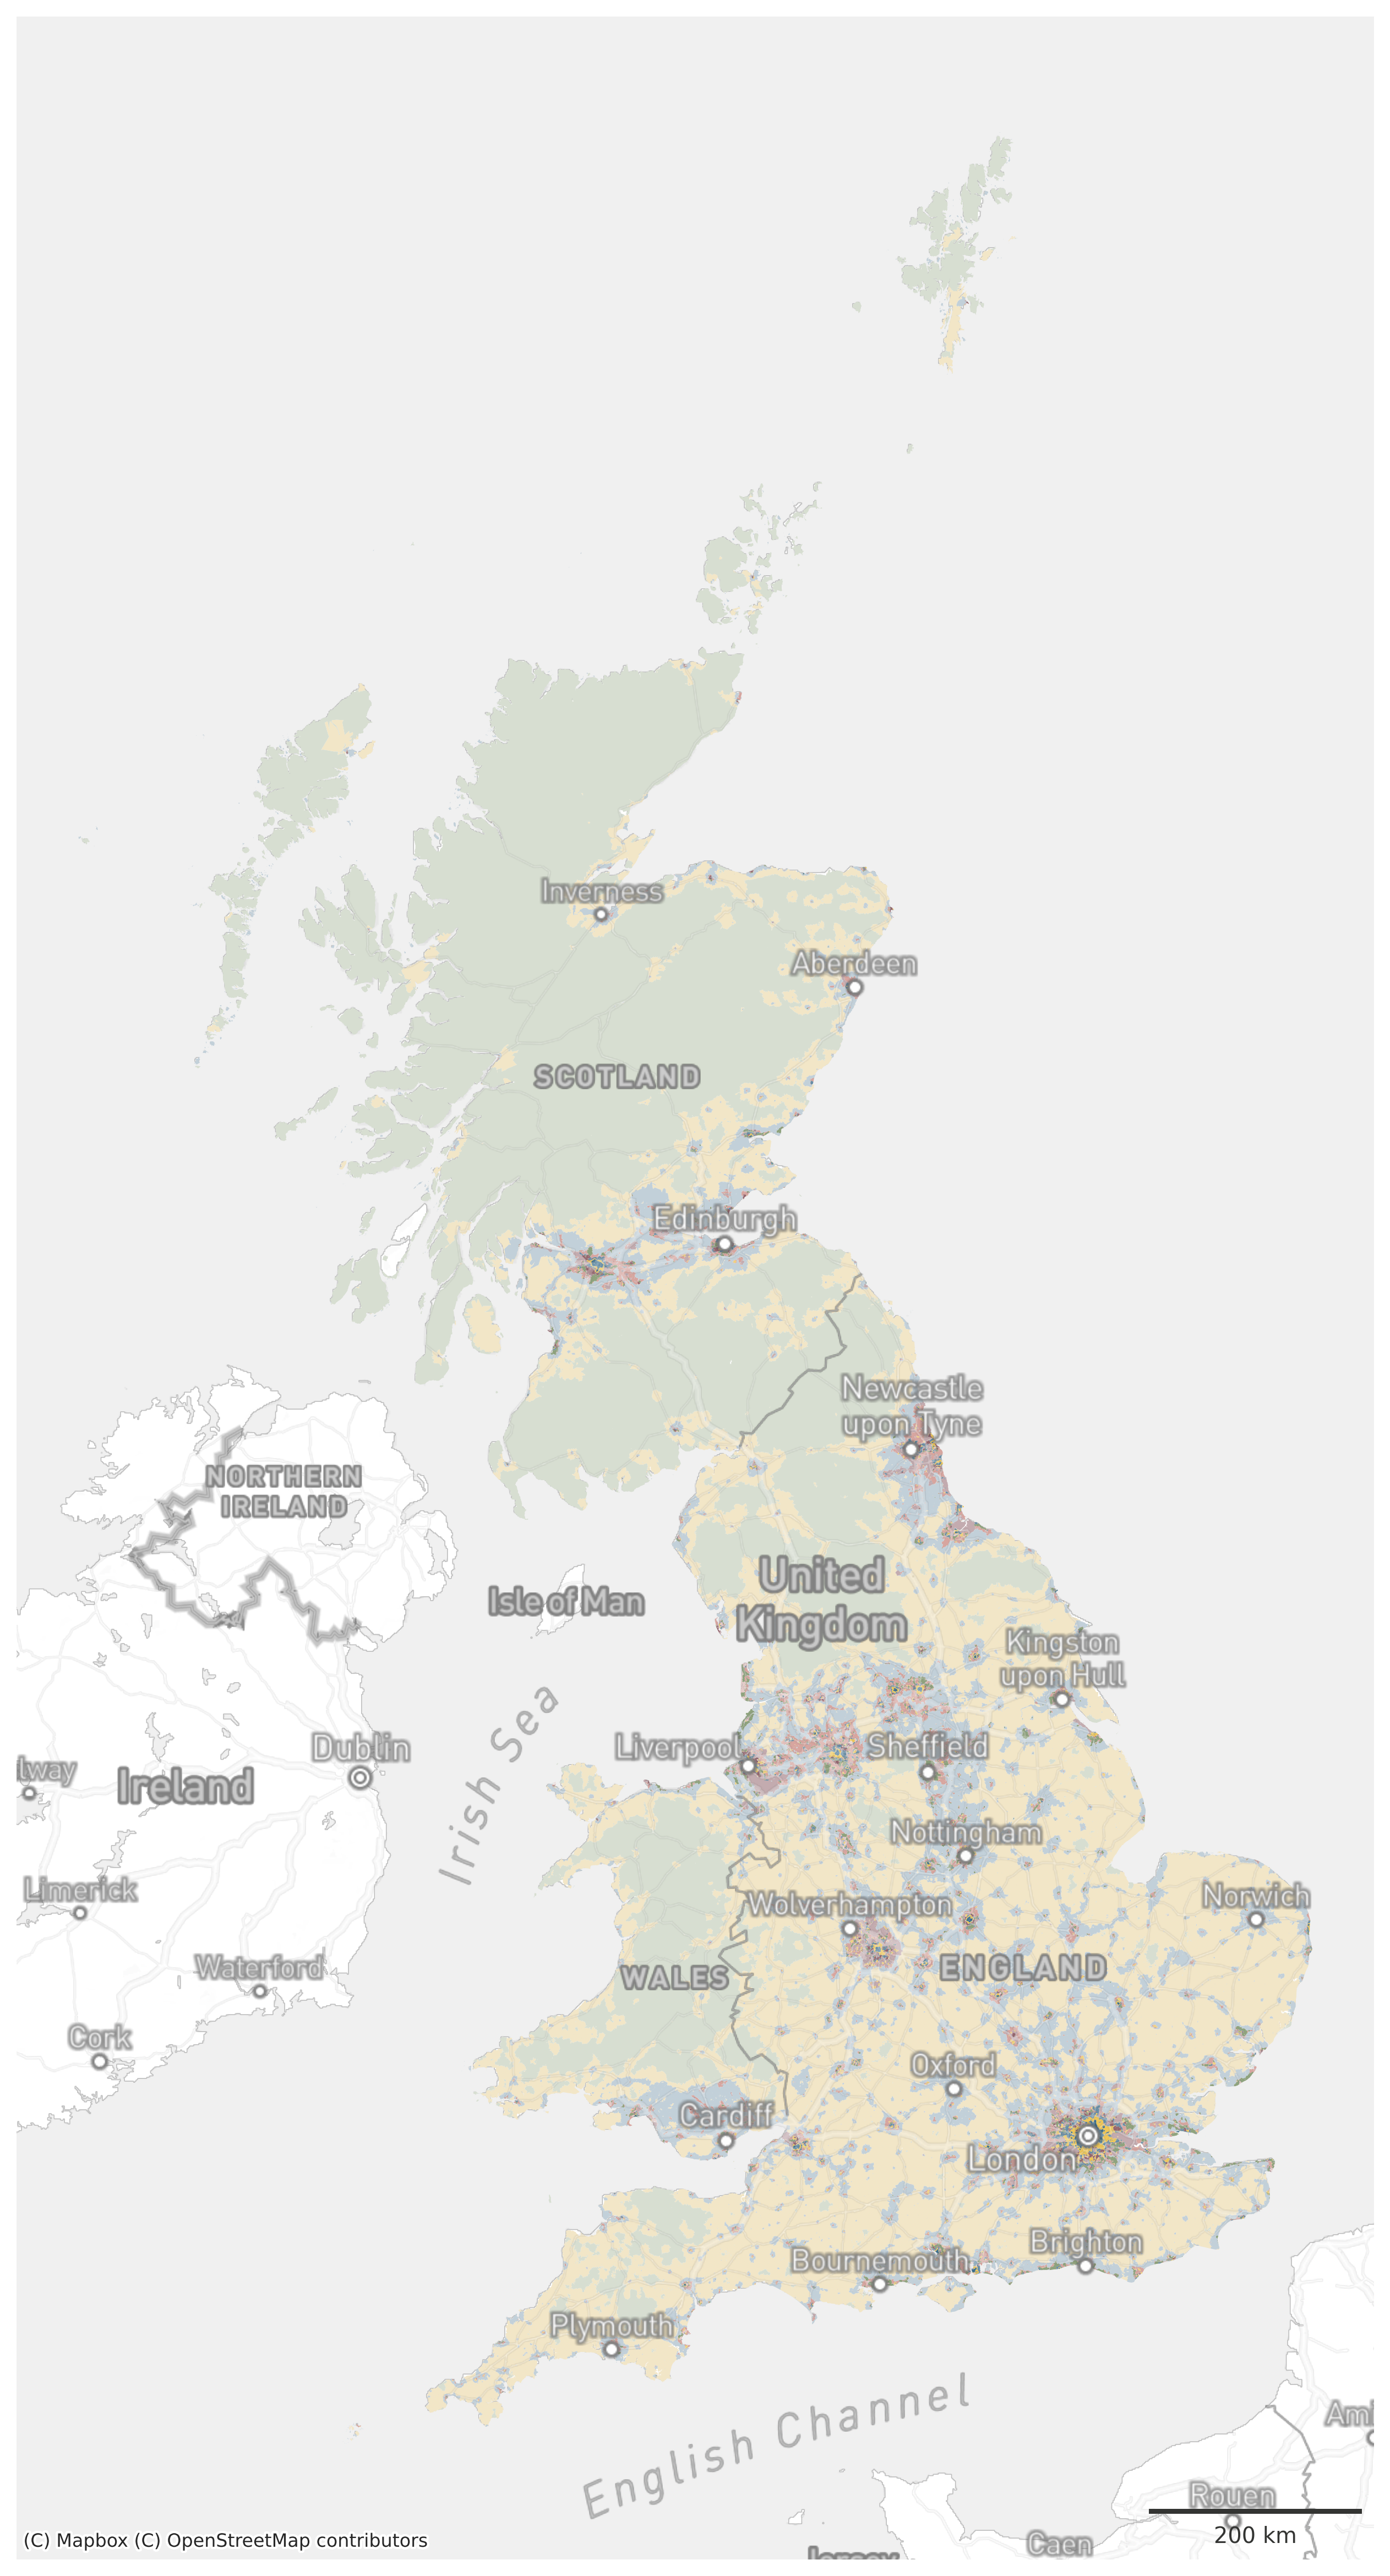 Inverness
Aberdeen
SCOTLAND
Edinburgh
Newcastle
upon Tyne
NORTHERN
IRELAND
United
Kingdom
Isle of Man
Kingston
upon Hull
Irish Sea
Liverpool
Sheffield
Dublin
lway
Ireland
Nottingham
Limerick
Wolverhampton
Norwich
Waterford
WALES
ENGLAND
Cork
Oxford
Cardiff
London
Brighton
Bournemouth
Plymouth
English Channel
Ami
Rouen
200 km
(C) Mapbox (C) OpenStreetMap contributors
Caen
Jersey